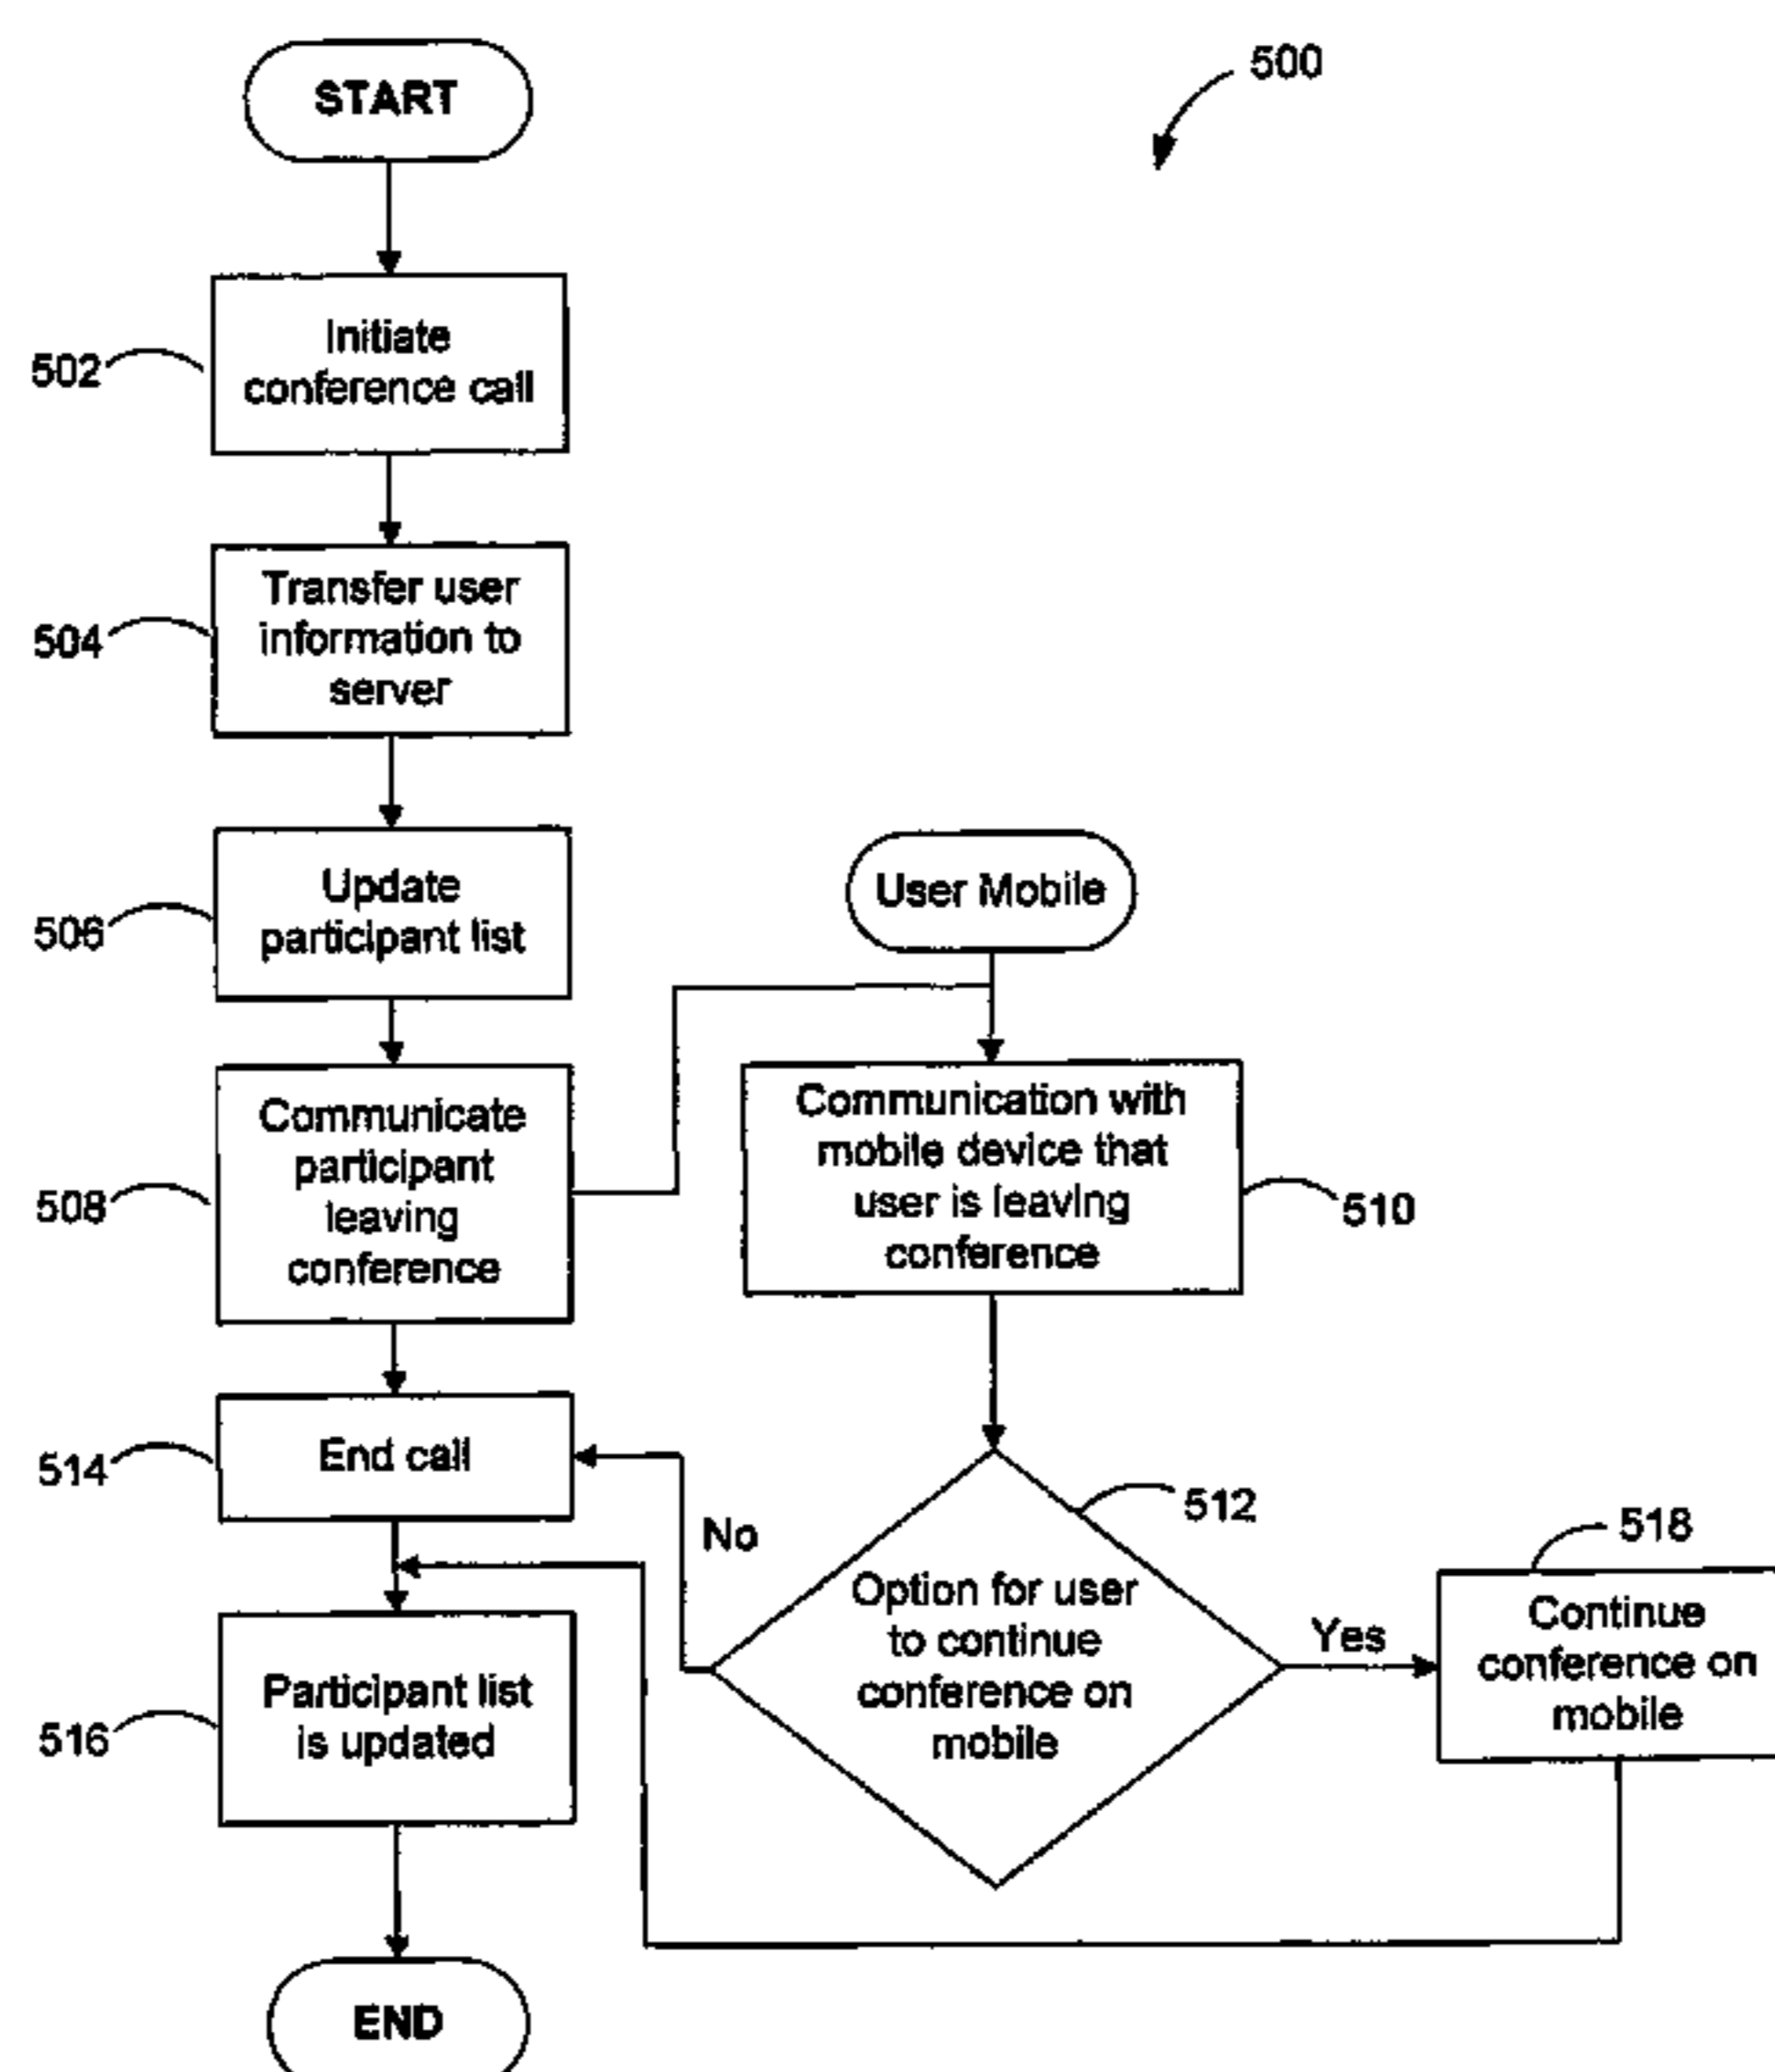 START
500
502
Initiate
conference call
504
Transfer user
information to
server
506
Update
participant list
User Mobile
508
Communicate
participant
leaving
conference
Communication with
mobile device that
user is leaving
conference
510
514
End call
No
512
Option for user
to continue
conference on
mobile
Yes
518
Continue
conference on
mobile
516
Participant list
is updated
END